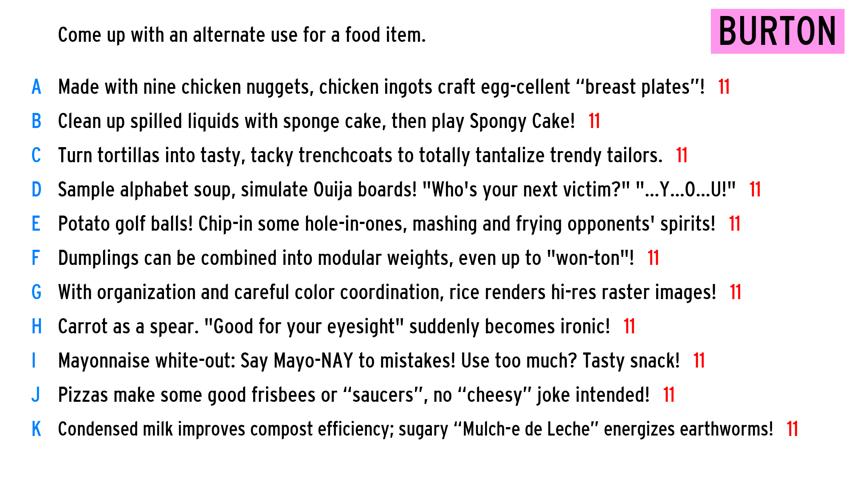 Come up with an alternate use for a food item.
BURTON
A Made with nine chicken nuggets, chicken ingots craft egg-cellent “breast plates”! 11
B Clean up spilled liquids with sponge cake, then play Spongy Cake! 11
C Turn tortillas into tasty, tacky trenchcoats to totally tantalize trendy tailors. 11
D Sample alphabet soup, simulate Ouija boards! "Who's your next victim?" "...Y...O...U!" 11
E Potato golf balls! Chip-in some hole-in-ones, mashing and frying opponents' spirits! 11
F Dumplings can be combined into modular weights, even up to "won-ton"! 11
G With organization and careful color coordination, rice renders hi-res raster images! 11
H Carrot as a spear. "Good for your eyesight" suddenly becomes ironic! 11
I Mayonnaise white-out: Say Mayo-NAY to mistakes! Use too much? Tasty snack! 11
J Pizzas make some good frisbees or “saucers”, no “cheesy” joke intended! 11
K Condensed milk improves compost efficiency; sugary “Mulch-e de Leche” energizes earthworms! 11